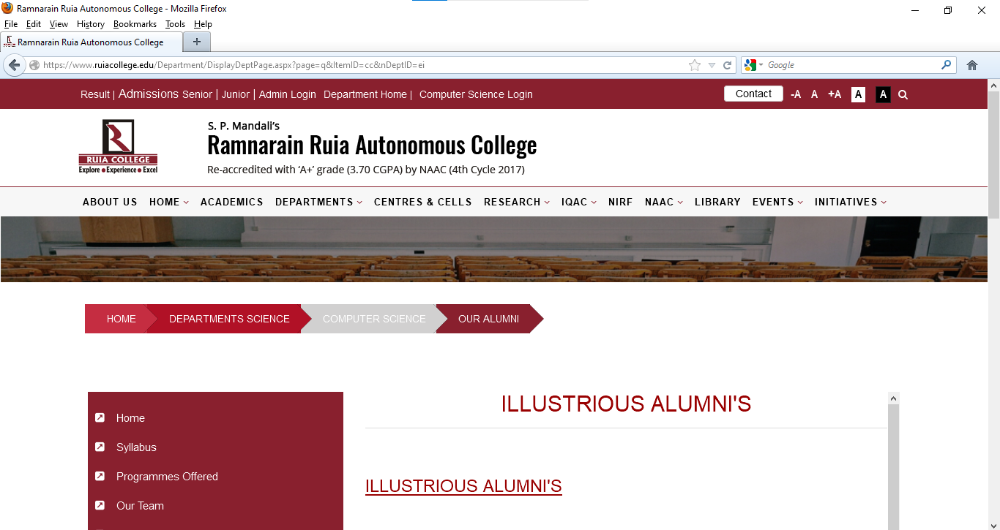 Ramnarain Ruia Autonomous College - Mozilla Firefox
File Edit View History Bookmarks Tools Help
Ramnarain Ruia Autonomous College +
https://www.ruiacollege.edu/Department/DisplayDeptPage.aspx?page=q&ItemID=cc&nDeptID=ei Google
Result | Admissions Senior | Junior | Admin Login Department Home | Computer Science Login Contact -A A +A A A
S. P. Mandali's
Ramnarain Ruia Autonomous College
Re-accredited with 'A+' grade (3.70 CGPA) by NAAC (4th Cycle 2017)
R
RUIA COLLEGE
Explore • Experience • Excel
ABOUT US HOME ACADEMICS DEPARTMENTS CENTRES & CELLS RESEARCH IQAC NIRF NAAC LIBRARY EVENTS INITIATIVES
HOME DEPARTMENTS SCIENCE COMPUTER SCIENCE OUR ALUMNI
Home
Syllabus
Programmes Offered
Our Team
ILLUSTRIOUS ALUMNI'S
ILLUSTRIOUS ALUMNI'S